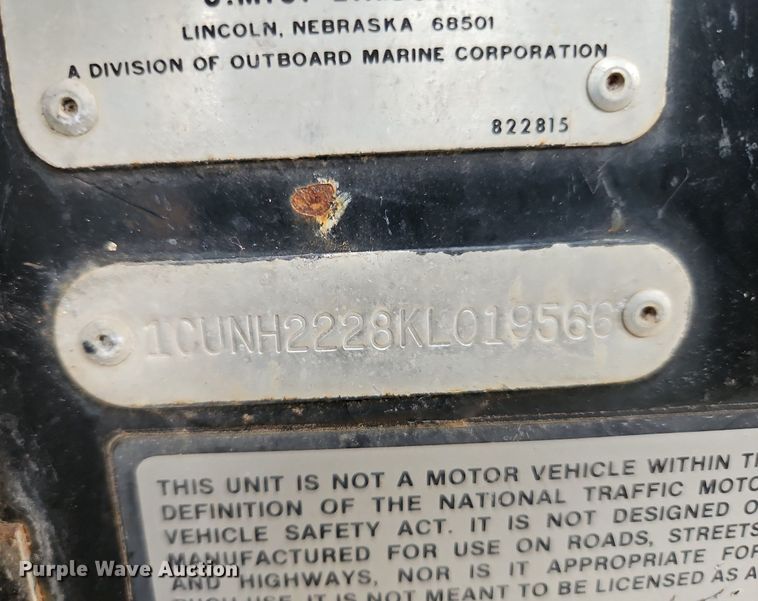 LINCOLN, NEBRASKA 68501
A DIVISION OF OUTBOARD MARINE CORPORATION
822815
1CUNH2228KL019566
THIS UNIT IS NOT A MOTOR VEHICLE WITHIN
DEFINITION OF THE NATIONAL TRAFFIC
VEHICLE SAFETY ACT. IT IS NOT DESIGNED
MANUFACTURED FOR USE ON ROADS, STREETS
AND HIGHWAYS, NOR IS IT APPROPRIATE FOR
USE. IT IS NOT MEANT TO BE LICENSED AS A
Purple Wave Auction